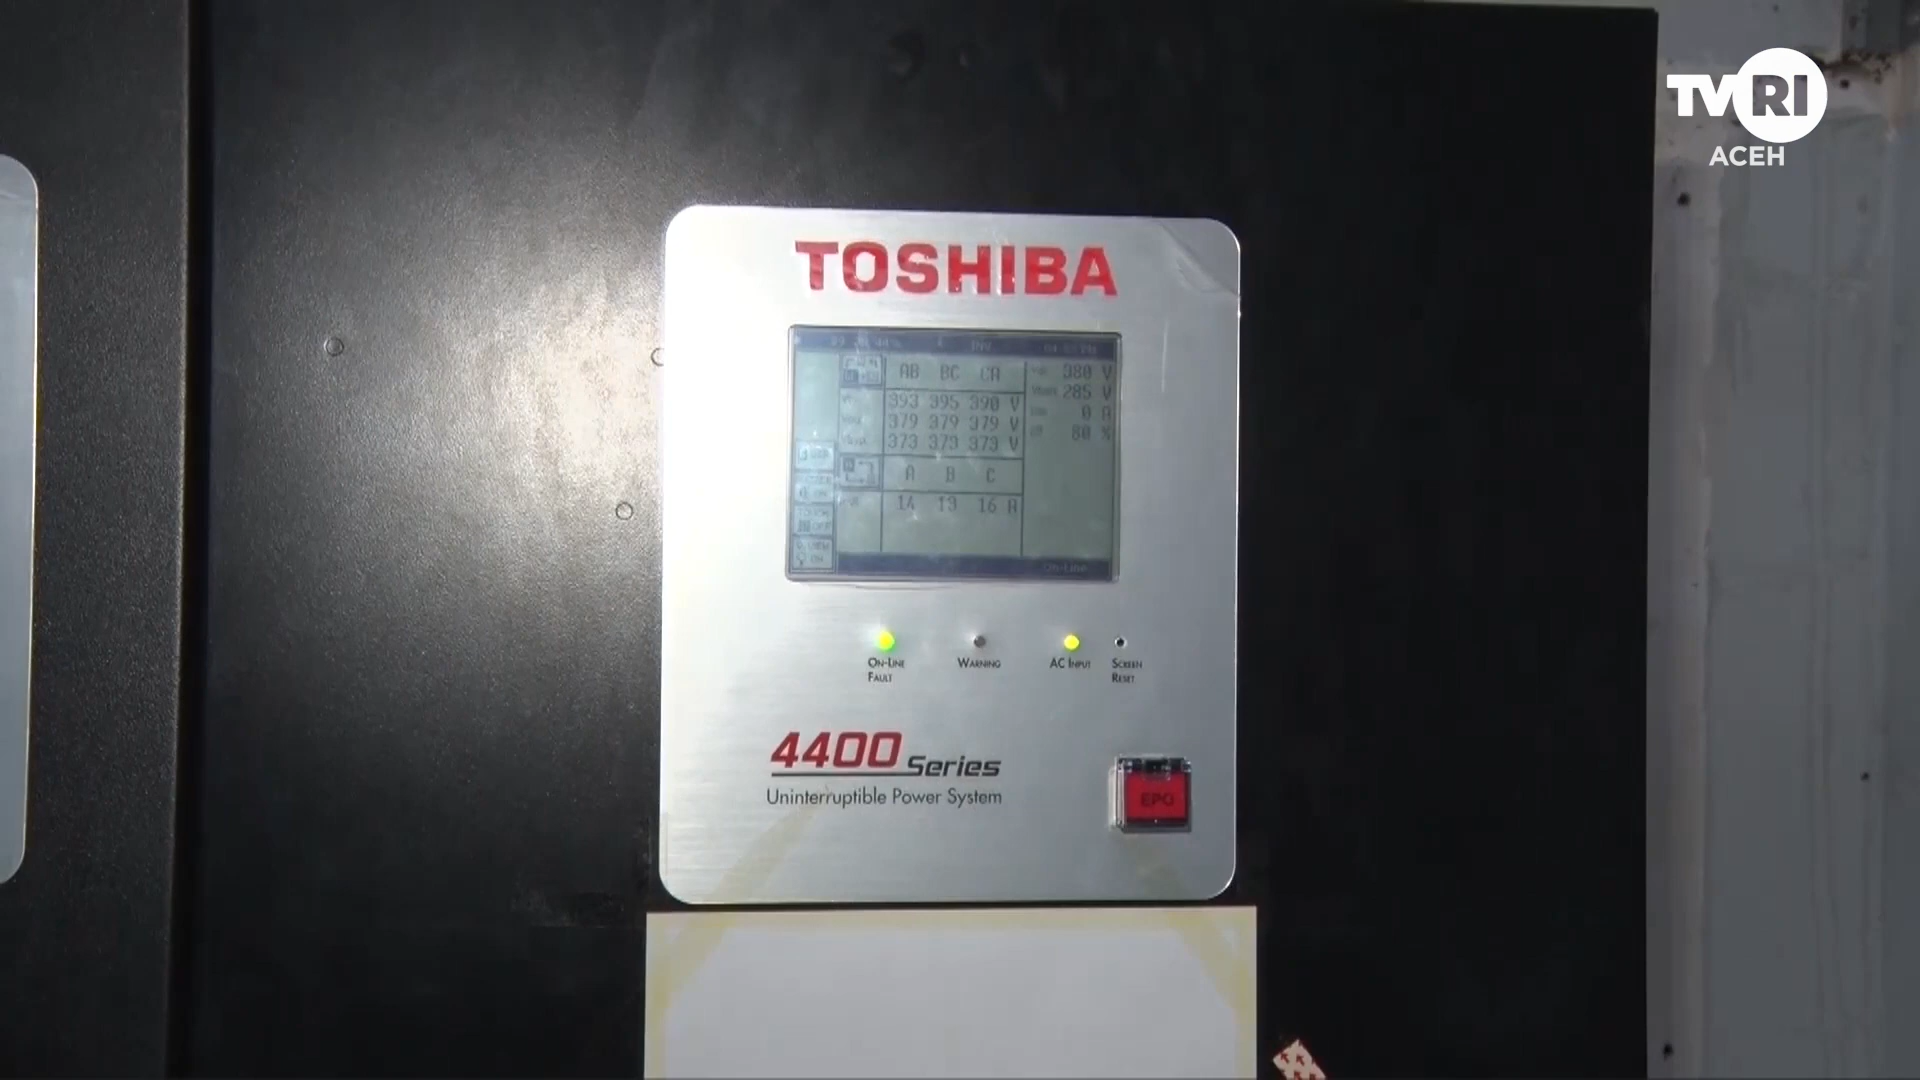 TVRI
ACEH
TOSHIBA
INV
AB BC CA
393 395 390 V
379 379 379 V
373 373 373 V
380 V
285 V
0 A
80 %
A B C
14 13 16 A
On-Line
On-Line
Fault
Warning
AC Input
Screen
Reset
4400 Series
Uninterruptible Power System
EPO